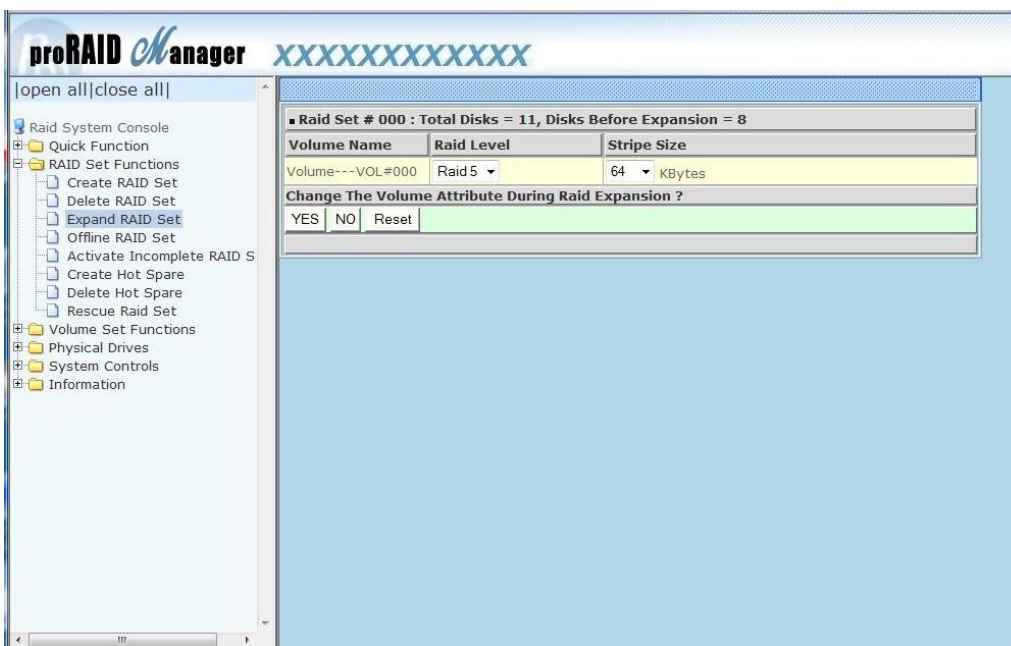 proRAID Manager XXXXXXXXXXXXX
|open all|close all|
Raid System Console
Quick Function
RAID Set Functions
Create RAID Set
Delete RAID Set
Expand RAID Set
Offline RAID Set
Activate Incomplete RAID S
Create Hot Spare
Delete Hot Spare
Rescue Raid Set
Volume Set Functions
Physical Drives
System Controls
Information
Raid Set # 000 : Total Disks = 11, Disks Before Expansion = 8
Volume Name Raid Level Stripe Size
Volume---VOL#000 Raid 5 64 KBytes
Change The Volume Attribute During Raid Expansion ?
YES NO Reset